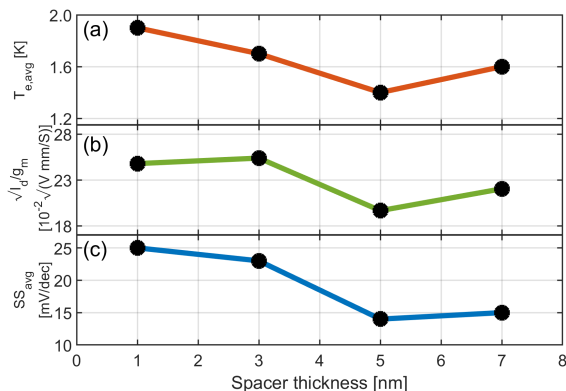 (a)
2.0
1.6
1.2
T_e,avg [K]
(b)
28
23
18
√I_d/g_m
[10^-2 √(V mm/S)]
(c)
25
20
15
10
SS_avg
[mV/dec]
0 1 2 3 4 5 6 7 8
Spacer thickness [nm]